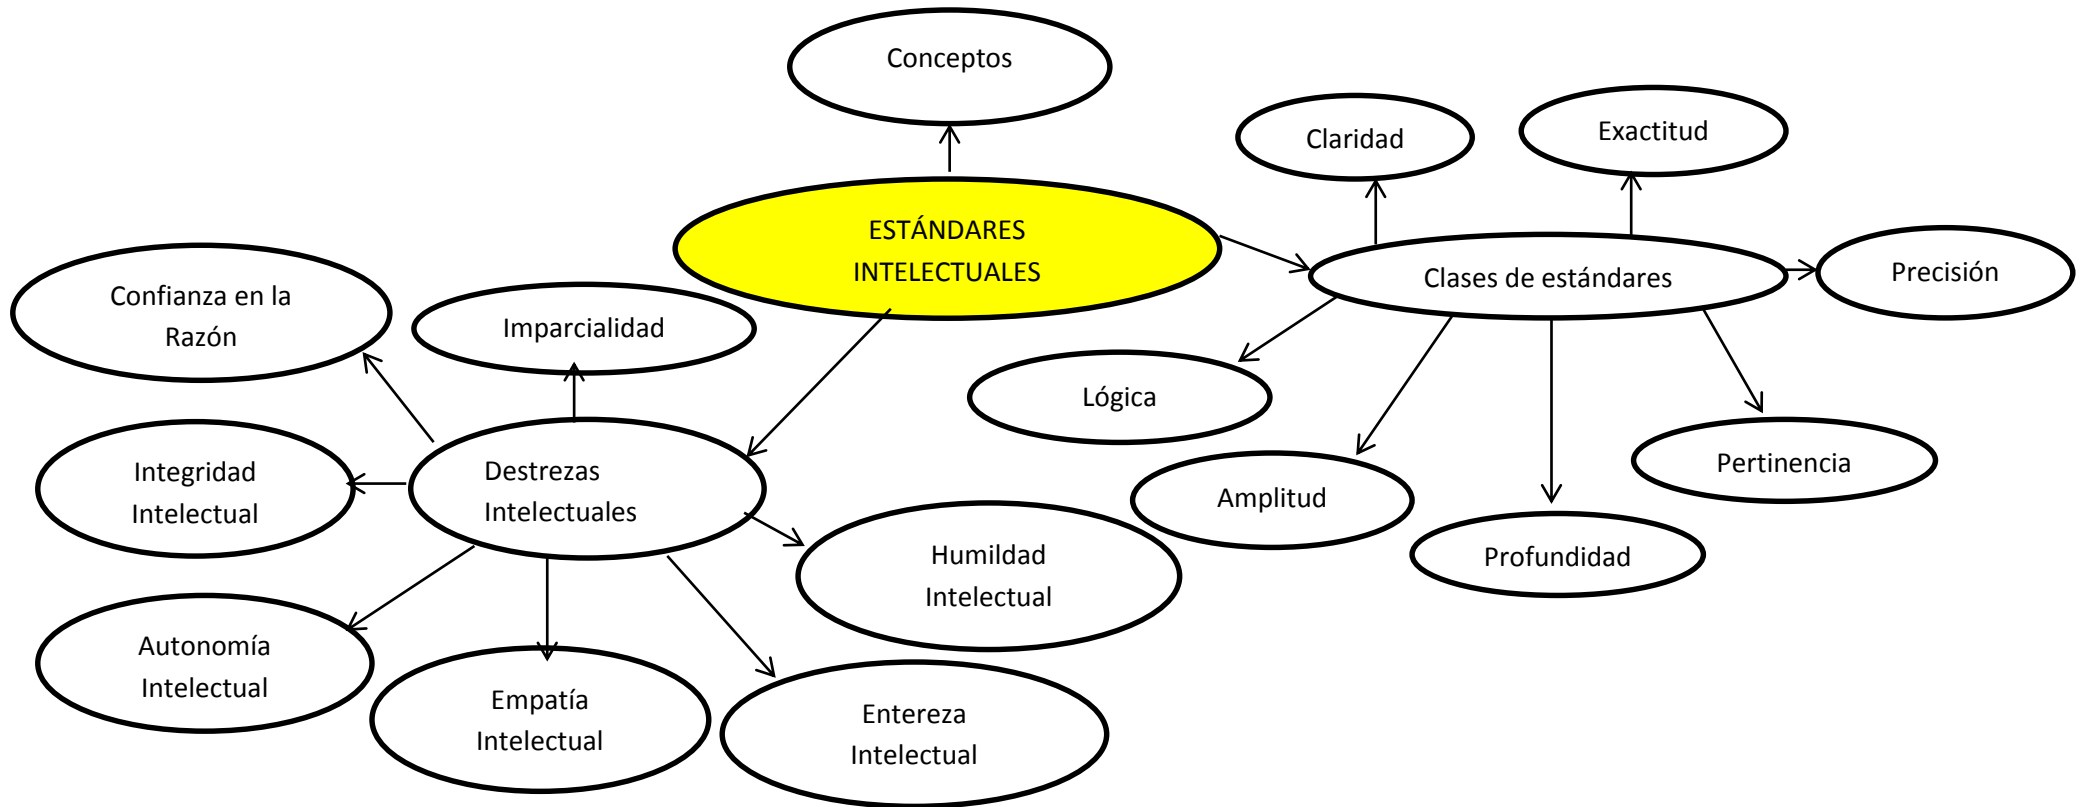 Conceptos
Claridad
Exactitud
ESTÁNDARES
INTELECTUALES
Clases de estándares
Precisión
Confianza en la
Razón
Imparcialidad
Lógica
Pertinencia
Integridad
Intelectual
Destrezas
Intelectuales
Amplitud
Profundidad
Humildad
Intelectual
Autonomía
Intelectual
Empatía
Intelectual
Entereza
Intelectual